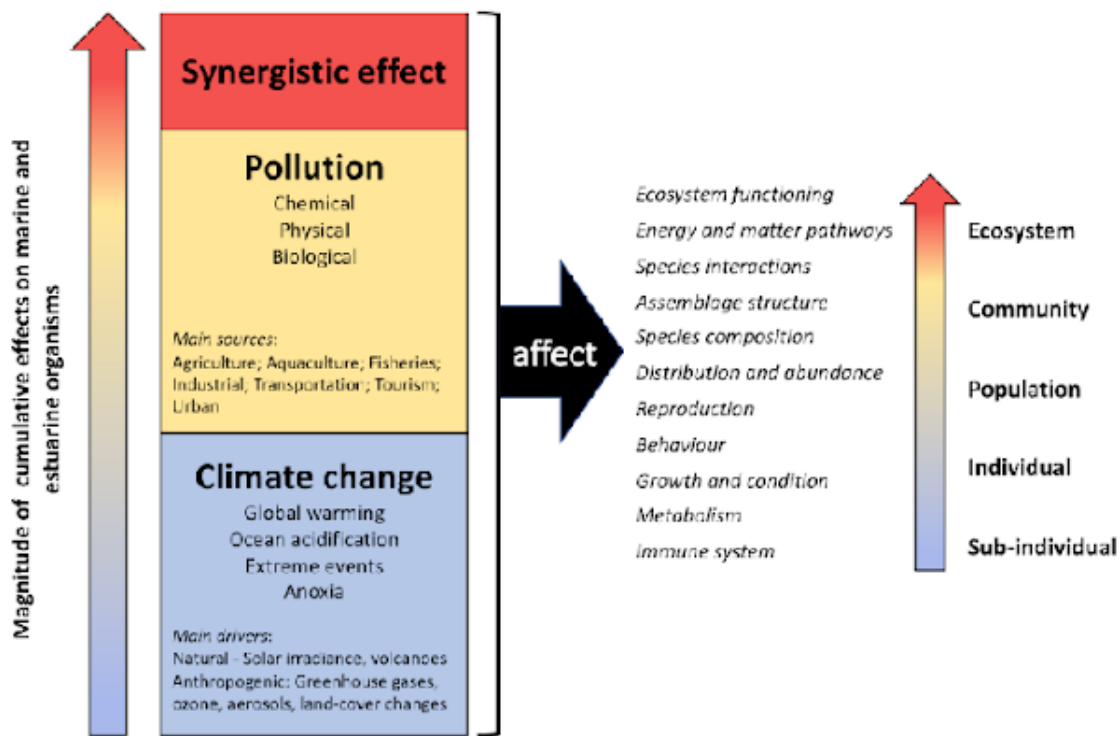 Magnitude of cumulative effects on marine and
estuarine organisms
Synergistic effect
Pollution
Chemical
Physical
Biological
Main sources:
Agriculture; Aquaculture; Fisheries;
Industrial; Transportation; Tourism;
Urban
Climate change
Global warming
Ocean acidification
Extreme events
Anoxia
Main drivers:
Natural - Solar irradiance, volcanoes
Anthropogenic: Greenhouse gases,
ozone, aerosols, land-cover changes
affect
Ecosystem functioning
Energy and matter pathways
Species interactions
Assemblage structure
Species composition
Distribution and abundance
Reproduction
Behaviour
Growth and condition
Metabolism
Immune system
Ecosystem
Community
Population
Individual
Sub-individual